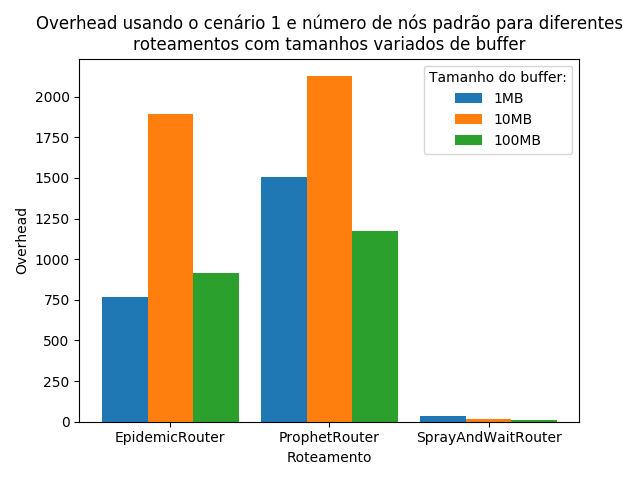 Overhead usando o cenário 1 e número de nós padrão para diferentes
roteamentos com tamanhos variados de buffer
Tamanho do buffer:
1MB
10MB
100MB
Overhead
2000
1750
1500
1250
1000
750
500
250
0
EpidemicRouter
ProphetRouter
SprayAndWaitRouter
Roteamento